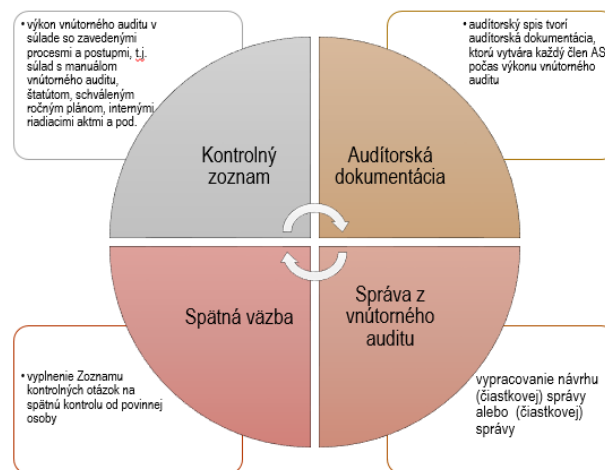 • výkon vnútorného auditu v
súlade so zavedenými
procesmi a postupmi, t.j.
súlad s manuálom
vnútorného auditu,
štatútom, schváleným
ročným plánom, internými
riadiacimi aktmi a pod.
• audítorský spis tvorí
audítorská dokumentácia,
ktorú vytvára každý člen AS
počas výkonu vnútorného
auditu
Kontrolný
zoznam
Audítorská
dokumentácia
Spätná väzba
Správa z
vnútorného
auditu
• vyplnenie Zoznamu
kontrolných otázok na
spätnú kontrolu od povinnej
osoby
vypracovanie návrhu
(čiastkovej) správy
alebo (čiastkovej)
správy